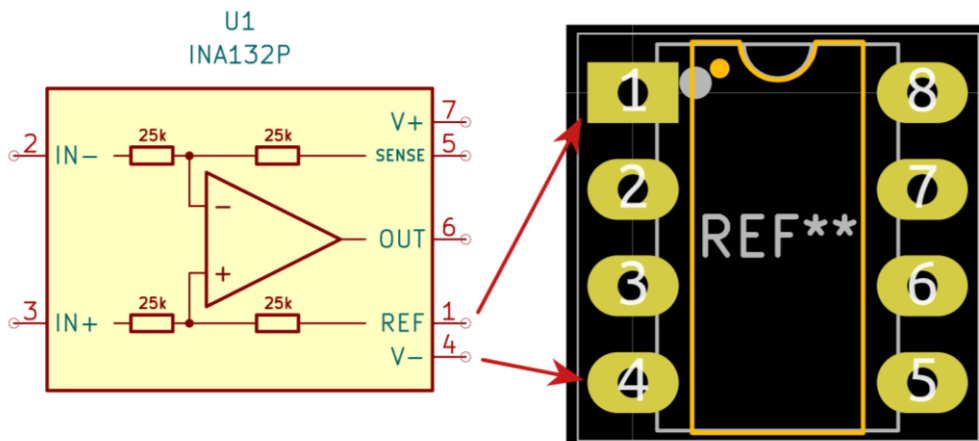 U1
INA132P
7
V+
25k
25k
5
2
IN-
SENSE
-
6
OUT
+
25k
25k
1
3
IN+
REF
4
V-
1
8
2
7
REF**
3
6
4
5